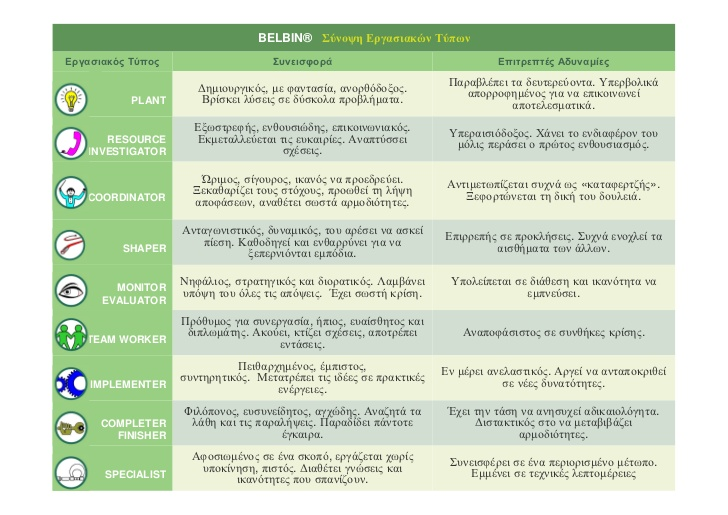 BELBIN® Σύνοψη Εργασιακών Τύπων
Εργασιακός Τύπος Συνεισφορά Επιτρεπτές Αδυναμίες
PLANT
Δημιουργικός, με φαντασία, ανορθόδοξος.
Βρίσκει λύσεις σε δύσκολα προβλήματα.
Παραβλέπει τα δευτερεύοντα. Υπερβολικά
απορροφημένος για να επικοινωνεί
αποτελεσματικά.
RESOURCE
INVESTIGATOR
Εξωστρεφής, ενθουσιώδης, επικοινωνιακός.
Εκμεταλλεύεται τις ευκαιρίες. Αναπτύσσει
σχέσεις.
Υπεραισιόδοξος. Χάνει το ενδιαφέρον του
μόλις περάσει ο πρώτος ενθουσιασμός.
COORDINATOR
Ώριμος, σίγουρος, ικανός να προεδρεύει.
Ξεκαθαρίζει τους στόχους, προωθεί τη λήψη
αποφάσεων, αναθέτει σωστά αρμοδιότητες.
Αντιμετωπίζεται συχνά ως «καταφερτζής».
Ξεφορτώνεται τη δική του δουλειά.
SHAPER
Ανταγωνιστικός, δυναμικός, του αρέσει να ασκεί
πίεση. Καθοδηγεί και ενθαρρύνει για να
ξεπερνιόνται εμπόδια.
Επιρρεπής σε προκλήσεις. Συχνά ενοχλεί τα
αισθήματα των άλλων.
MONITOR
EVALUATOR
Νηφάλιος, στρατηγικός και διορατικός. Λαμβάνει
υπόψη του όλες τις απόψεις. Έχει σωστή κρίση.
Υπολείπεται σε διάθεση και ικανότητα να
εμπνεύσει.
TEAM WORKER
Πρόθυμος για συνεργασία, ήπιος, ευαίσθητος και
διπλωμάτης. Ακούει, κτίζει σχέσεις, αποτρέπει
εντάσεις.
Αναποφάσιστος σε συνθήκες κρίσης.
IMPLEMENTER
Πειθαρχημένος, έμπιστος,
συντηρητικός. Μετατρέπει τις ιδέες σε πρακτικές
ενέργειες.
Εν μέρει ανελαστικός. Αργεί να ανταποκριθεί
σε νέες δυνατότητες.
COMPLETER
FINISHER
Φιλόπονος, ευσυνείδητος, αγχώδης. Αναζητά τα
λάθη και τις παραλήψεις. Παραδίδει πάντοτε
έγκαιρα.
Έχει την τάση να ανησυχεί αδικαιολόγητα.
Διστακτικός στο να μεταβιβάζει
αρμοδιότητες.
SPECIALIST
Αφοσιωμένος σε ένα σκοπό, εργάζεται χωρίς
υποκίνηση, πιστός. Διαθέτει γνώσεις και
ικανότητες που σπανίζουν.
Συνεισφέρει σε ένα περιορισμένο μέτωπο.
Εμμένει σε τεχνικές λεπτομέρειες